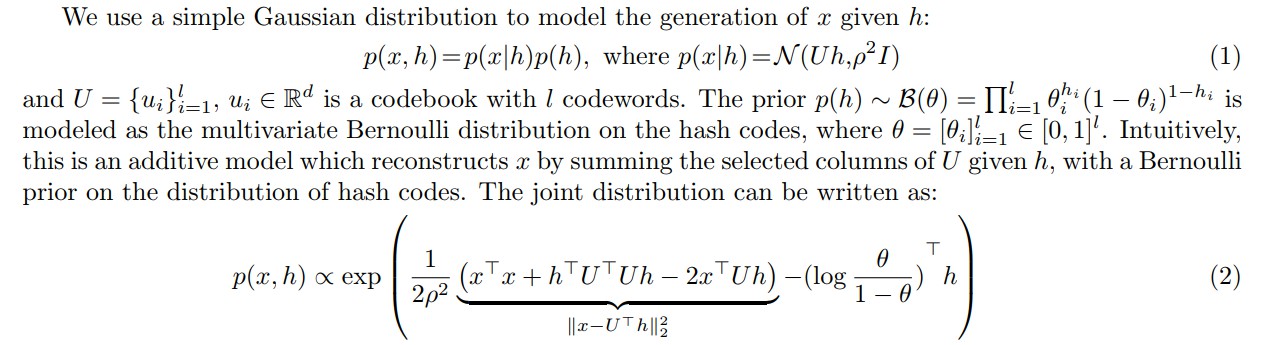 We use a simple Gaussian distribution to model the generation of x given h:
p(x, h)=p(x|h)p(h), where p(x|h)=𝒩(Uh,ρ²I) (1)
and U = {u_i}_{i=1}^l, u_i ∈ ℝ^d is a codebook with l codewords. The prior p(h) ∼ ℬ(θ) = ∏_{i=1}^l θ_i^{h_i}(1 − θ_i)^{1−h_i} is
modeled as the multivariate Bernoulli distribution on the hash codes, where θ = [θ_i]_{i=1}^l ∈ [0, 1]^l. Intuitively,
this is an additive model which reconstructs x by summing the selected columns of U given h, with a Bernoulli
prior on the distribution of hash codes. The joint distribution can be written as:
p(x, h) ∝ exp ( \frac{1}{2ρ²} (x^⊤x + h^⊤U^⊤Uh − 2x^⊤Uh) −(log \frac{θ}{1 − θ})^⊤ h ) (2)
‖x−U^⊤h‖_2^2